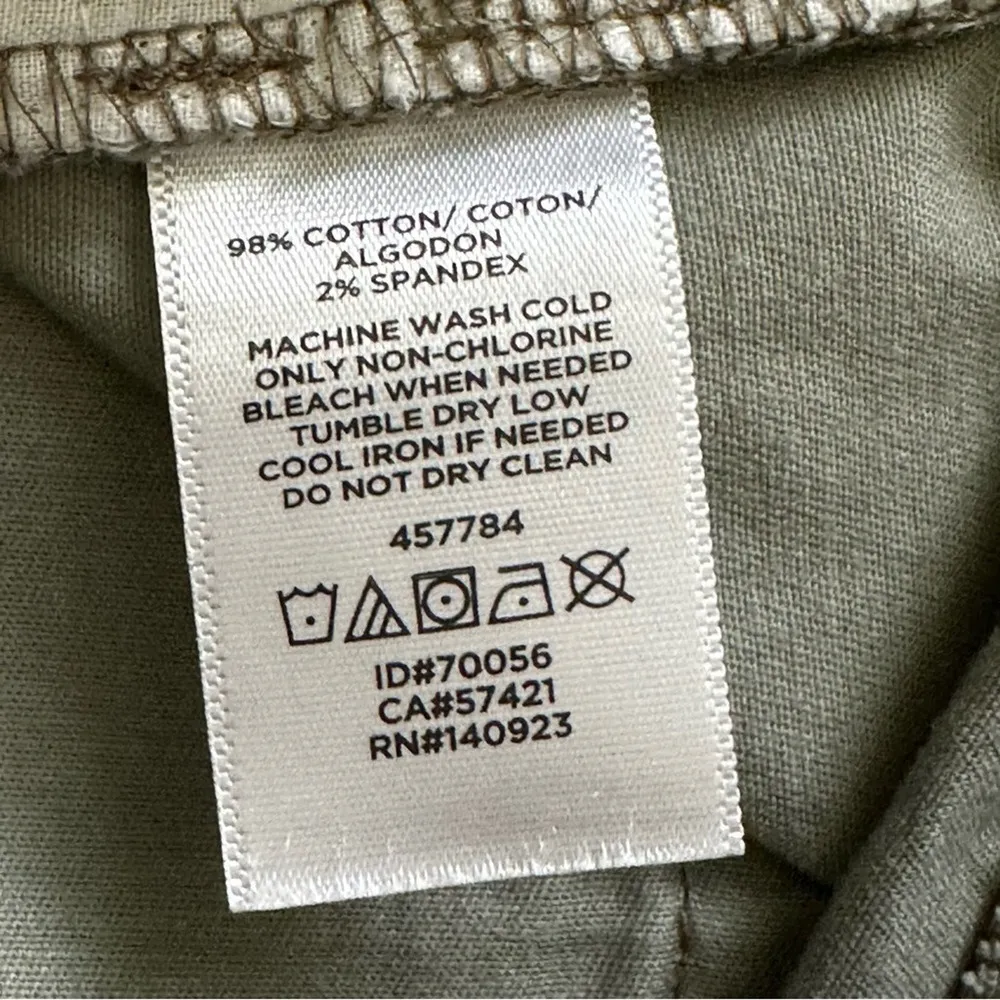 98% COTTON/ COTON/
ALGODON
2% SPANDEX
MACHINE WASH COLD
ONLY NON-CHLORINE
BLEACH WHEN NEEDED
TUMBLE DRY LOW
COOL IRON IF NEEDED
DO NOT DRY CLEAN
457784
ID#70056
CA#57421
RN#140923